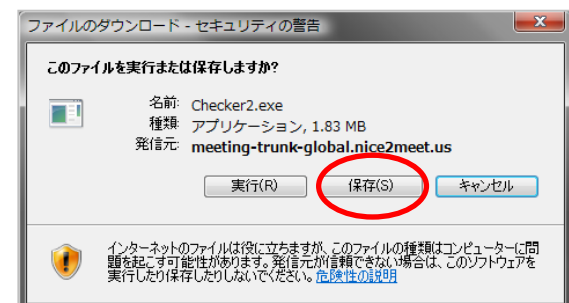 ファイルのダウンロード - セキュリティの警告
このファイルを実行または保存しますか?
名前: Checker2.exe
種類: アプリケーション, 1.83 MB
発信元: meeting-trunk-global.nice2meet.us
実行(R) 保存(S) キャンセル
インターネットのファイルは役に立ちますが、このファイルの種類はコンピューターに問
題を起こす可能性があります。発信元が信頼できない場合は、このソフトウェアを
実行したり保存したりしないでください。危険性の説明